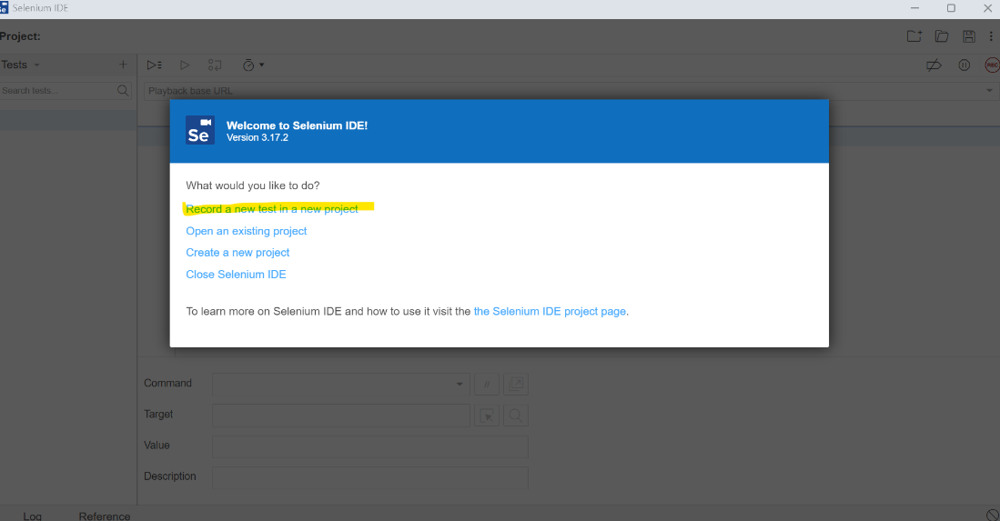 Se Selenium IDE
Project:
Tests
Search tests...
Playback base URL
REC
Se
Welcome to Selenium IDE!
Version 3.17.2
What would you like to do?
Record a new test in a new project
Open an existing project
Create a new project
Close Selenium IDE
To learn more on Selenium IDE and how to use it visit the the Selenium IDE project page.
Command
//
Target
Value
Description
Log Reference